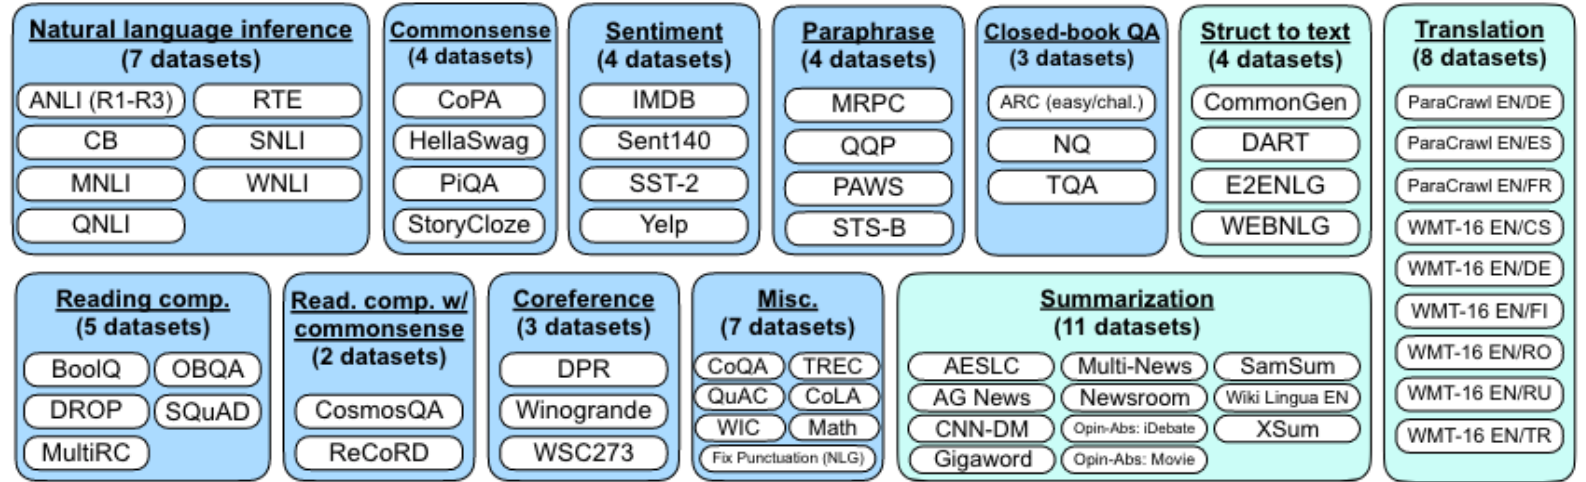 Natural language inference
(7 datasets)
ANLI (R1-R3)
RTE
CB
SNLI
MNLI
WNLI
QNLI
Commonsense
(4 datasets)
CoPA
HellaSwag
PiQA
StoryCloze
Sentiment
(4 datasets)
IMDB
Sent140
SST-2
Yelp
Paraphrase
(4 datasets)
MRPC
QQP
PAWS
STS-B
Closed-book QA
(3 datasets)
ARC (easy/chal.)
NQ
TQA
Struct to text
(4 datasets)
CommonGen
DART
E2ENLG
WEBNLG
Translation
(8 datasets)
ParaCrawl EN/DE
ParaCrawl EN/ES
ParaCrawl EN/FR
WMT-16 EN/CS
WMT-16 EN/DE
WMT-16 EN/FI
WMT-16 EN/RO
WMT-16 EN/RU
WMT-16 EN/TR
Reading comp.
(5 datasets)
BoolQ
OBQA
DROP
SQuAD
MultiRC
Read. comp. w/
commonsense
(2 datasets)
CosmosQA
ReCoRD
Coreference
(3 datasets)
DPR
Winogrande
WSC273
Misc.
(7 datasets)
CoQA
TREC
QuAC
CoLA
WIC
Math
Fix Punctuation (NLG)
Summarization
(11 datasets)
AESLC
Multi-News
SamSum
AG News
Newsroom
Wiki Lingua EN
CNN-DM
Opin-Abs: iDebate
XSum
Gigaword
Opin-Abs: Movie